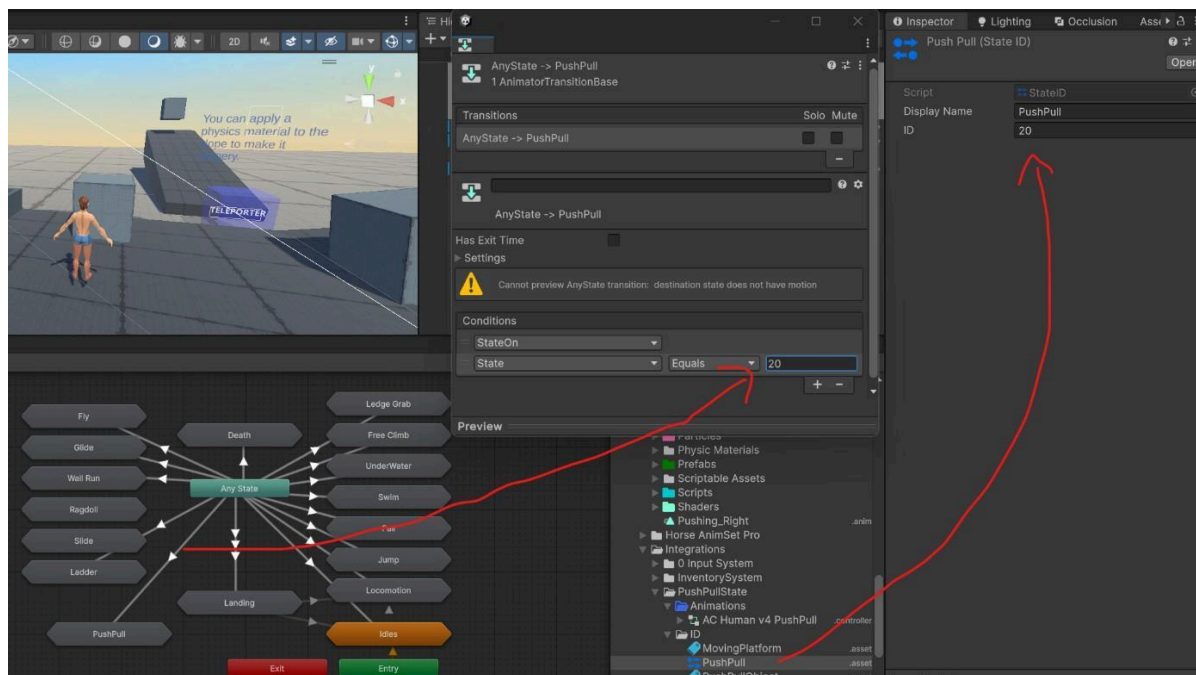 2D
Hi
You can apply a
physics material to the
slope to make it
TELEPORTER
y
x
AnyState -> PushPull
1 AnimatorTransitionBase
Transitions
Solo Mute
AnyState -> PushPull
AnyState -> PushPull
Has Exit Time
Settings
Cannot preview AnyState transition: destination state does not have motion
Conditions
StateOn
State
Equals
20
Preview
Inspector
Lighting
Occlusion
Asse
Push Pull (State ID)
Open
Script
StateID
Display Name
PushPull
ID
20
Fly
Glide
Wall Run
Ragdoll
Slide
Ladder
PushPull
Death
Any State
Landing
Exit
Entry
Ledge Grab
Free Climb
UnderWater
Swim
Fall
Jump
Locomotion
Idles
Particles
Physic Materials
Prefabs
Scriptable Assets
Scripts
Shaders
Pushing_Right .anim
Horse AnimSet Pro
Integrations
0 Input System
InventorySystem
PushPullState
Animations
AC Human v4 PushPull .controller
ID
MovingPlatform .asset
PushPull .asset
PushPullObject